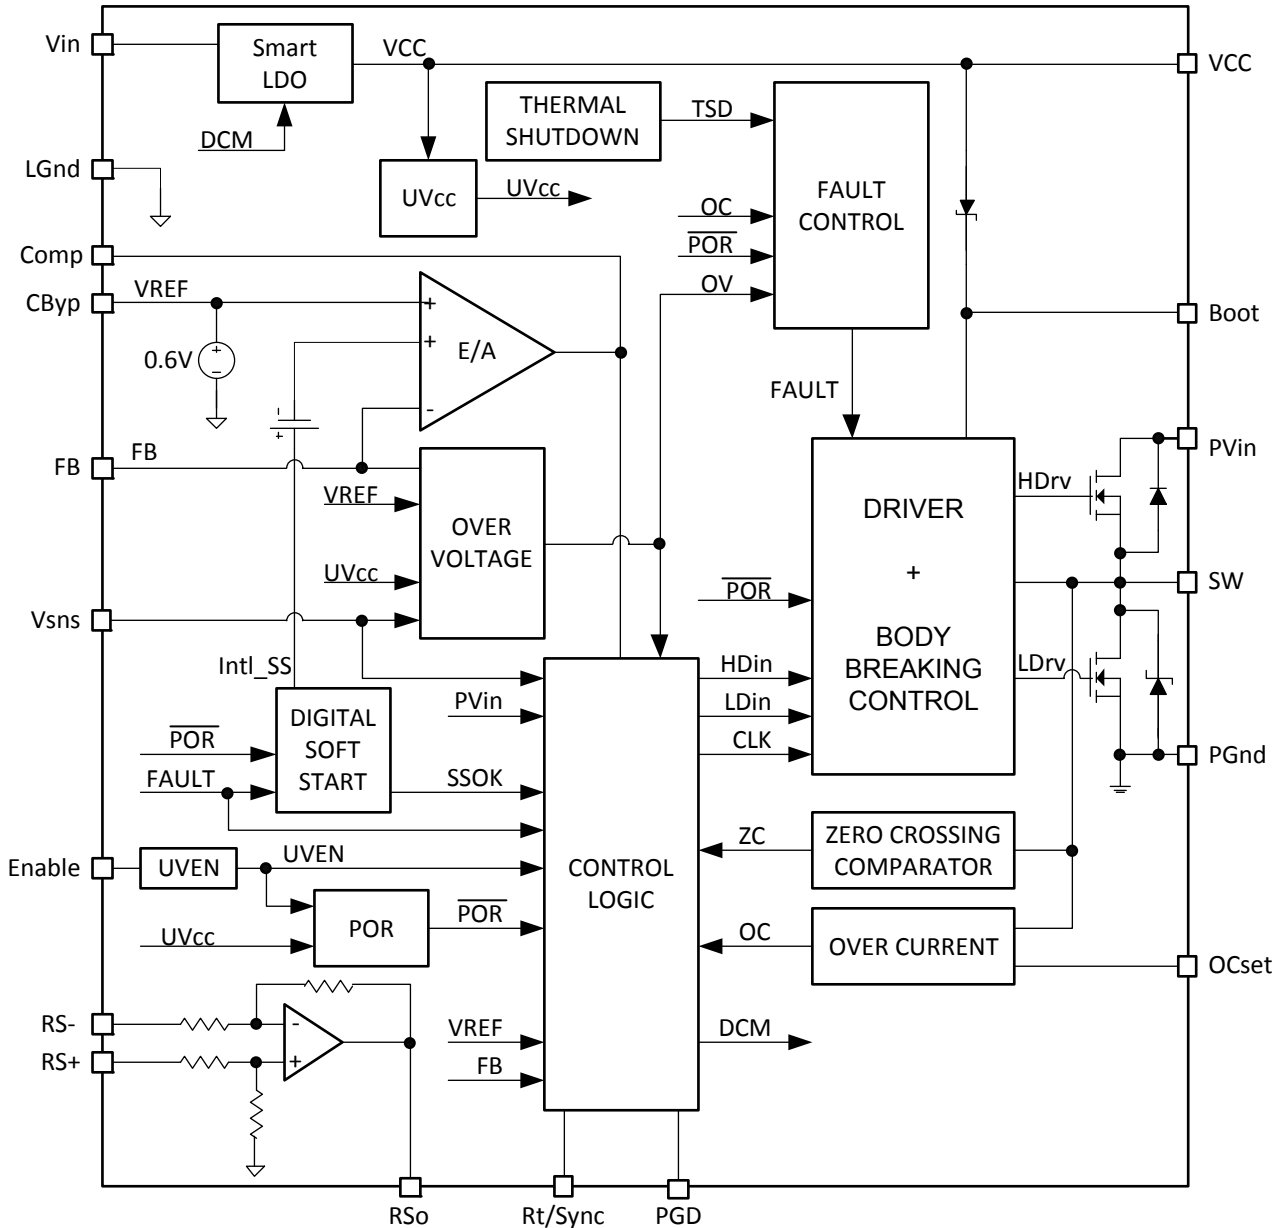 Vin
Smart
LDO
VCC
VCC
DCM
THERMAL
SHUTDOWN
TSD
LGnd
UVcc
UVcc
FAULT
CONTROL
OC
POR
OV
Comp
CByp
VREF
+
+
-
E/A
0.6V
+
-
-
+
Boot
FAULT
FB
FB
PVin
VREF
OVER
VOLTAGE
UVcc
HDrv
DRIVER
+
BODY
BREAKING
CONTROL
SW
POR
Vsns
Intl_SS
HDin
LDrv
PVin
LDin
DIGITAL
SOFT
START
POR
CLK
PGnd
FAULT
SSOK
ZC
ZERO CROSSING
COMPARATOR
Enable
UVEN
UVEN
CONTROL
LOGIC
POR
POR
UVcc
OC
OVER CURRENT
OCset
RS-
-
RS+
+
VREF
DCM
FB
RSo
Rt/Sync
PGD